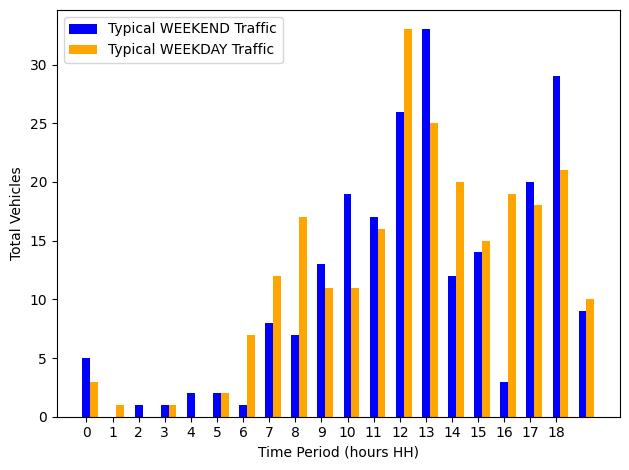 Typical WEEKEND Traffic
Typical WEEKDAY Traffic
30
25
20
15
10
5
0
Total Vehicles
0 1 2 3 4 5 6 7 8 9 10 11 12 13 14 15 16 17 18
Time Period (hours HH)